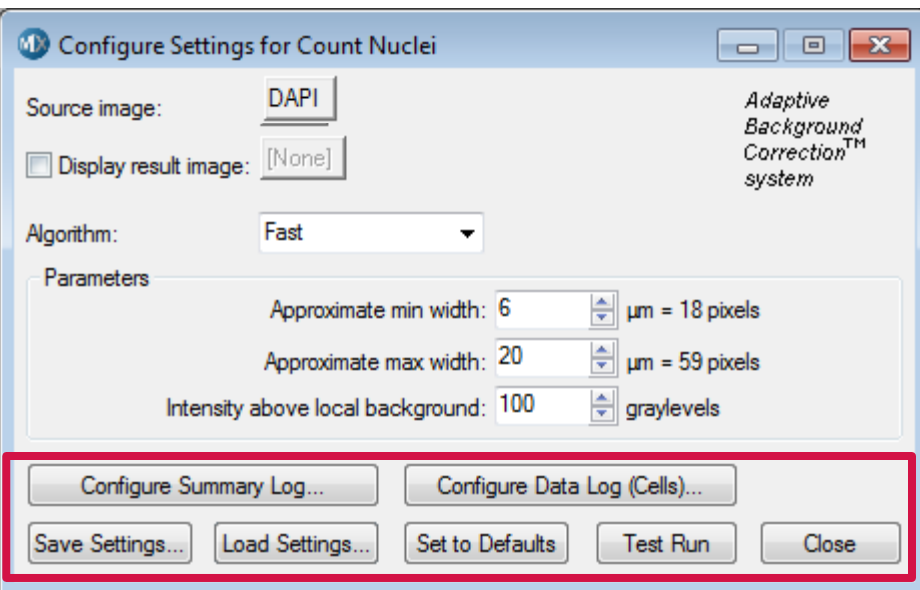 MX Configure Settings for Count Nuclei
Source image: DAPI
Adaptive
Background
Correction™
system
Display result image: [None]
Algorithm: Fast
Parameters
Approximate min width: 6 µm = 18 pixels
Approximate max width: 20 µm = 59 pixels
Intensity above local background: 100 graylevels
Configure Summary Log... Configure Data Log (Cells)...
Save Settings... Load Settings... Set to Defaults Test Run Close